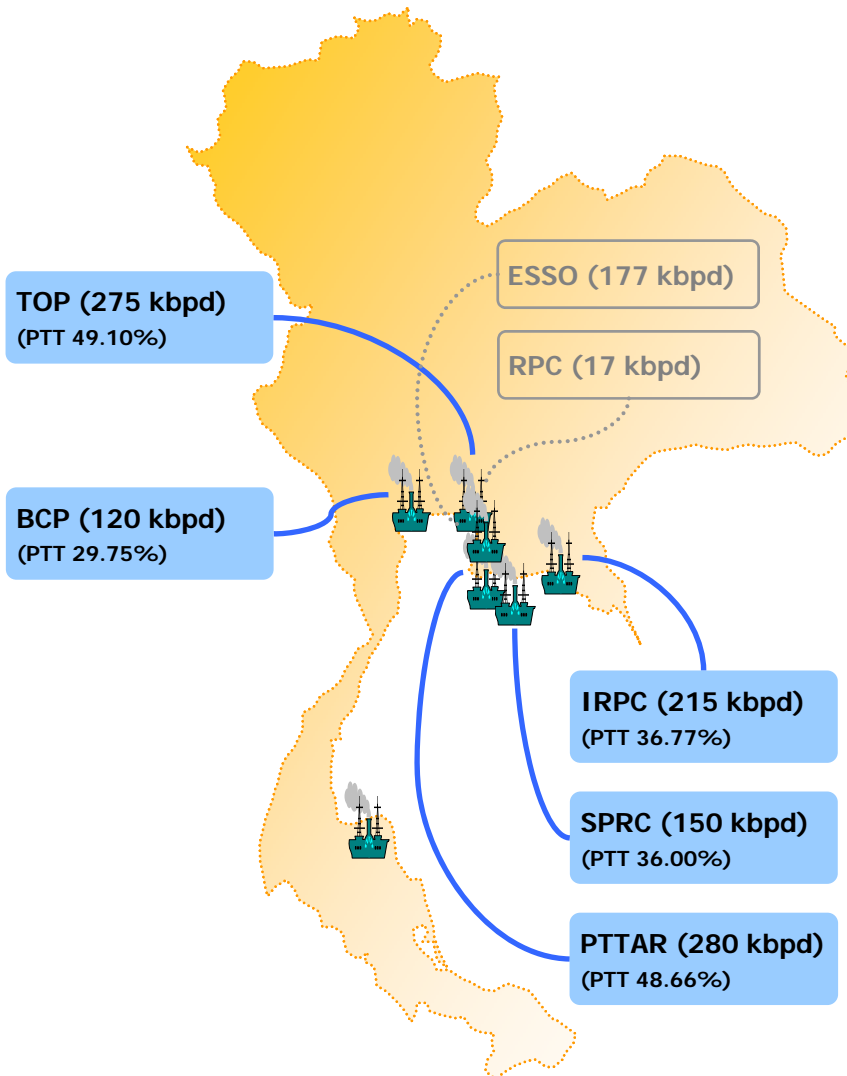 ESSO (177 kbpd)
TOP (275 kbpd)
(PTT 49.10%)
RPC (17 kbpd)
BCP (120 kbpd)
(PTT 29.75%)
IRPC (215 kbpd)
(PTT 36.77%)
SPRC (150 kbpd)
(PTT 36.00%)
PTTAR (280 kbpd)
(PTT 48.66%)